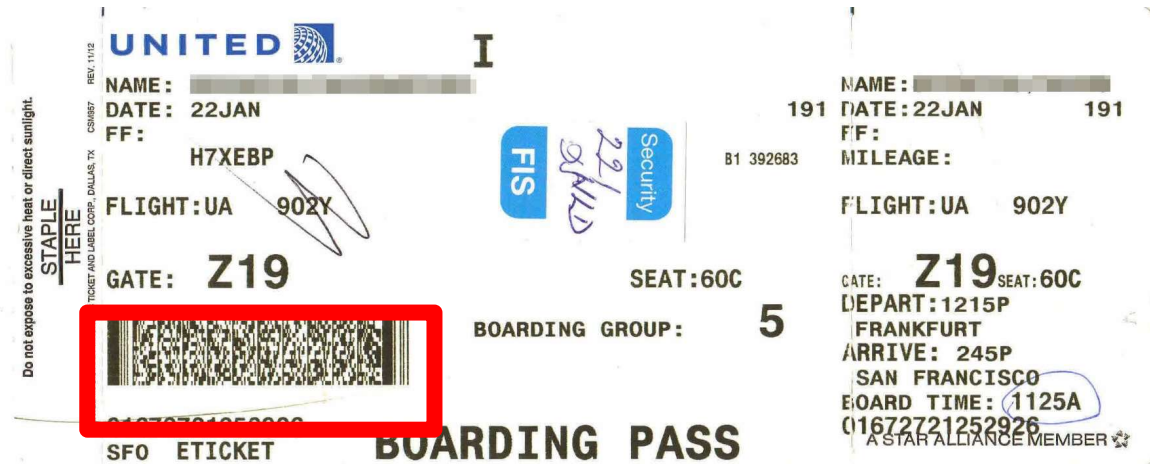 UNITED
I
NAME:
DATE: 22JAN 191
FF:
H7XEBP
B1 392683
FLIGHT:UA 902Y
GATE: Z19 SEAT:60C
BOARDING GROUP: 5
SFO ETICKET
BOARDING PASS
Security
22/
FIS
NAME:
DATE:22JAN 191
FF:
MILEAGE:
FLIGHT:UA 902Y
GATE: Z19 SEAT:60C
DEPART:1215P
FRANKFURT
ARRIVE: 245P
SAN FRANCISCO
BOARD TIME: 1125A
01672721252926
A STAR ALLIANCE MEMBER
Do not expose to excessive heat or direct sunlight.
STAPLE
HERE
TICKET AND LABEL CORP., DALLAS, TX CSM957 REV. 11/12